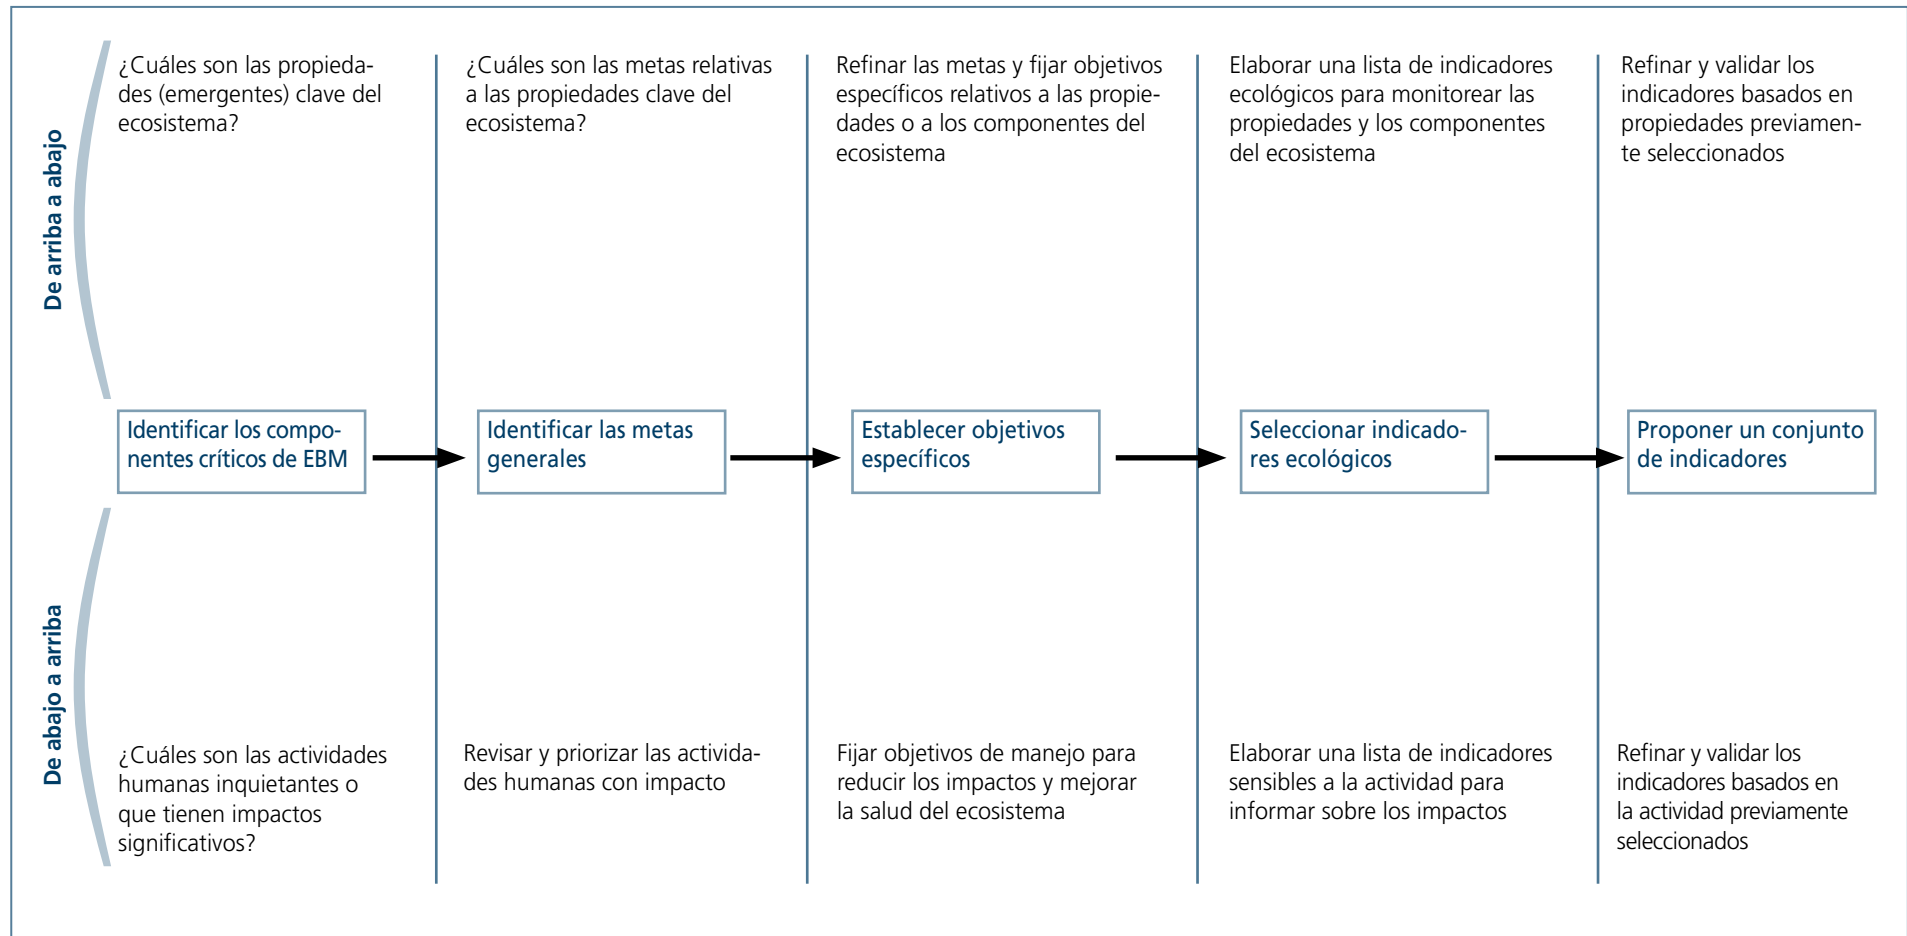 De arriba a abajo
¿Cuáles son las propieda-
des (emergentes) clave del
ecosistema?
¿Cuáles son las metas relativas
a las propiedades clave del
ecosistema?
Refinar las metas y fijar objetivos
específicos relativos a las propie-
dades o a los componentes del
ecosistema
Elaborar una lista de indicadores
ecológicos para monitorear las
propiedades y los componentes
del ecosistema
Refinar y validar los
indicadores basados en
propiedades previamen-
te seleccionados
Identificar los compo-
nentes críticos de EBM
Identificar las metas
generales
Establecer objetivos
específicos
Seleccionar indicado-
res ecológicos
Proponer un conjunto
de indicadores
De abajo a arriba
¿Cuáles son las actividades
humanas inquietantes o
que tienen impactos
significativos?
Revisar y priorizar las activida-
des humanas con impacto
Fijar objetivos de manejo para
reducir los impactos y mejorar
la salud del ecosistema
Elaborar una lista de indicadores
sensibles a la actividad para
informar sobre los impactos
Refinar y validar los
indicadores basados en
la actividad previamente
seleccionados